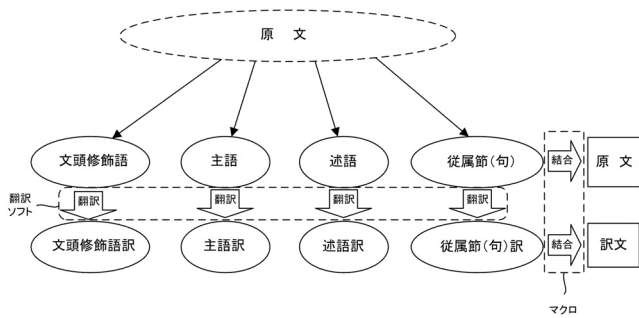 原　文
文頭修飾語
主語
述語
従属節(句)
結合
原　文
翻訳
ソフト
翻訳
翻訳
翻訳
翻訳
文頭修飾語訳
主語訳
述語訳
従属節(句)訳
結合
訳文
マクロ